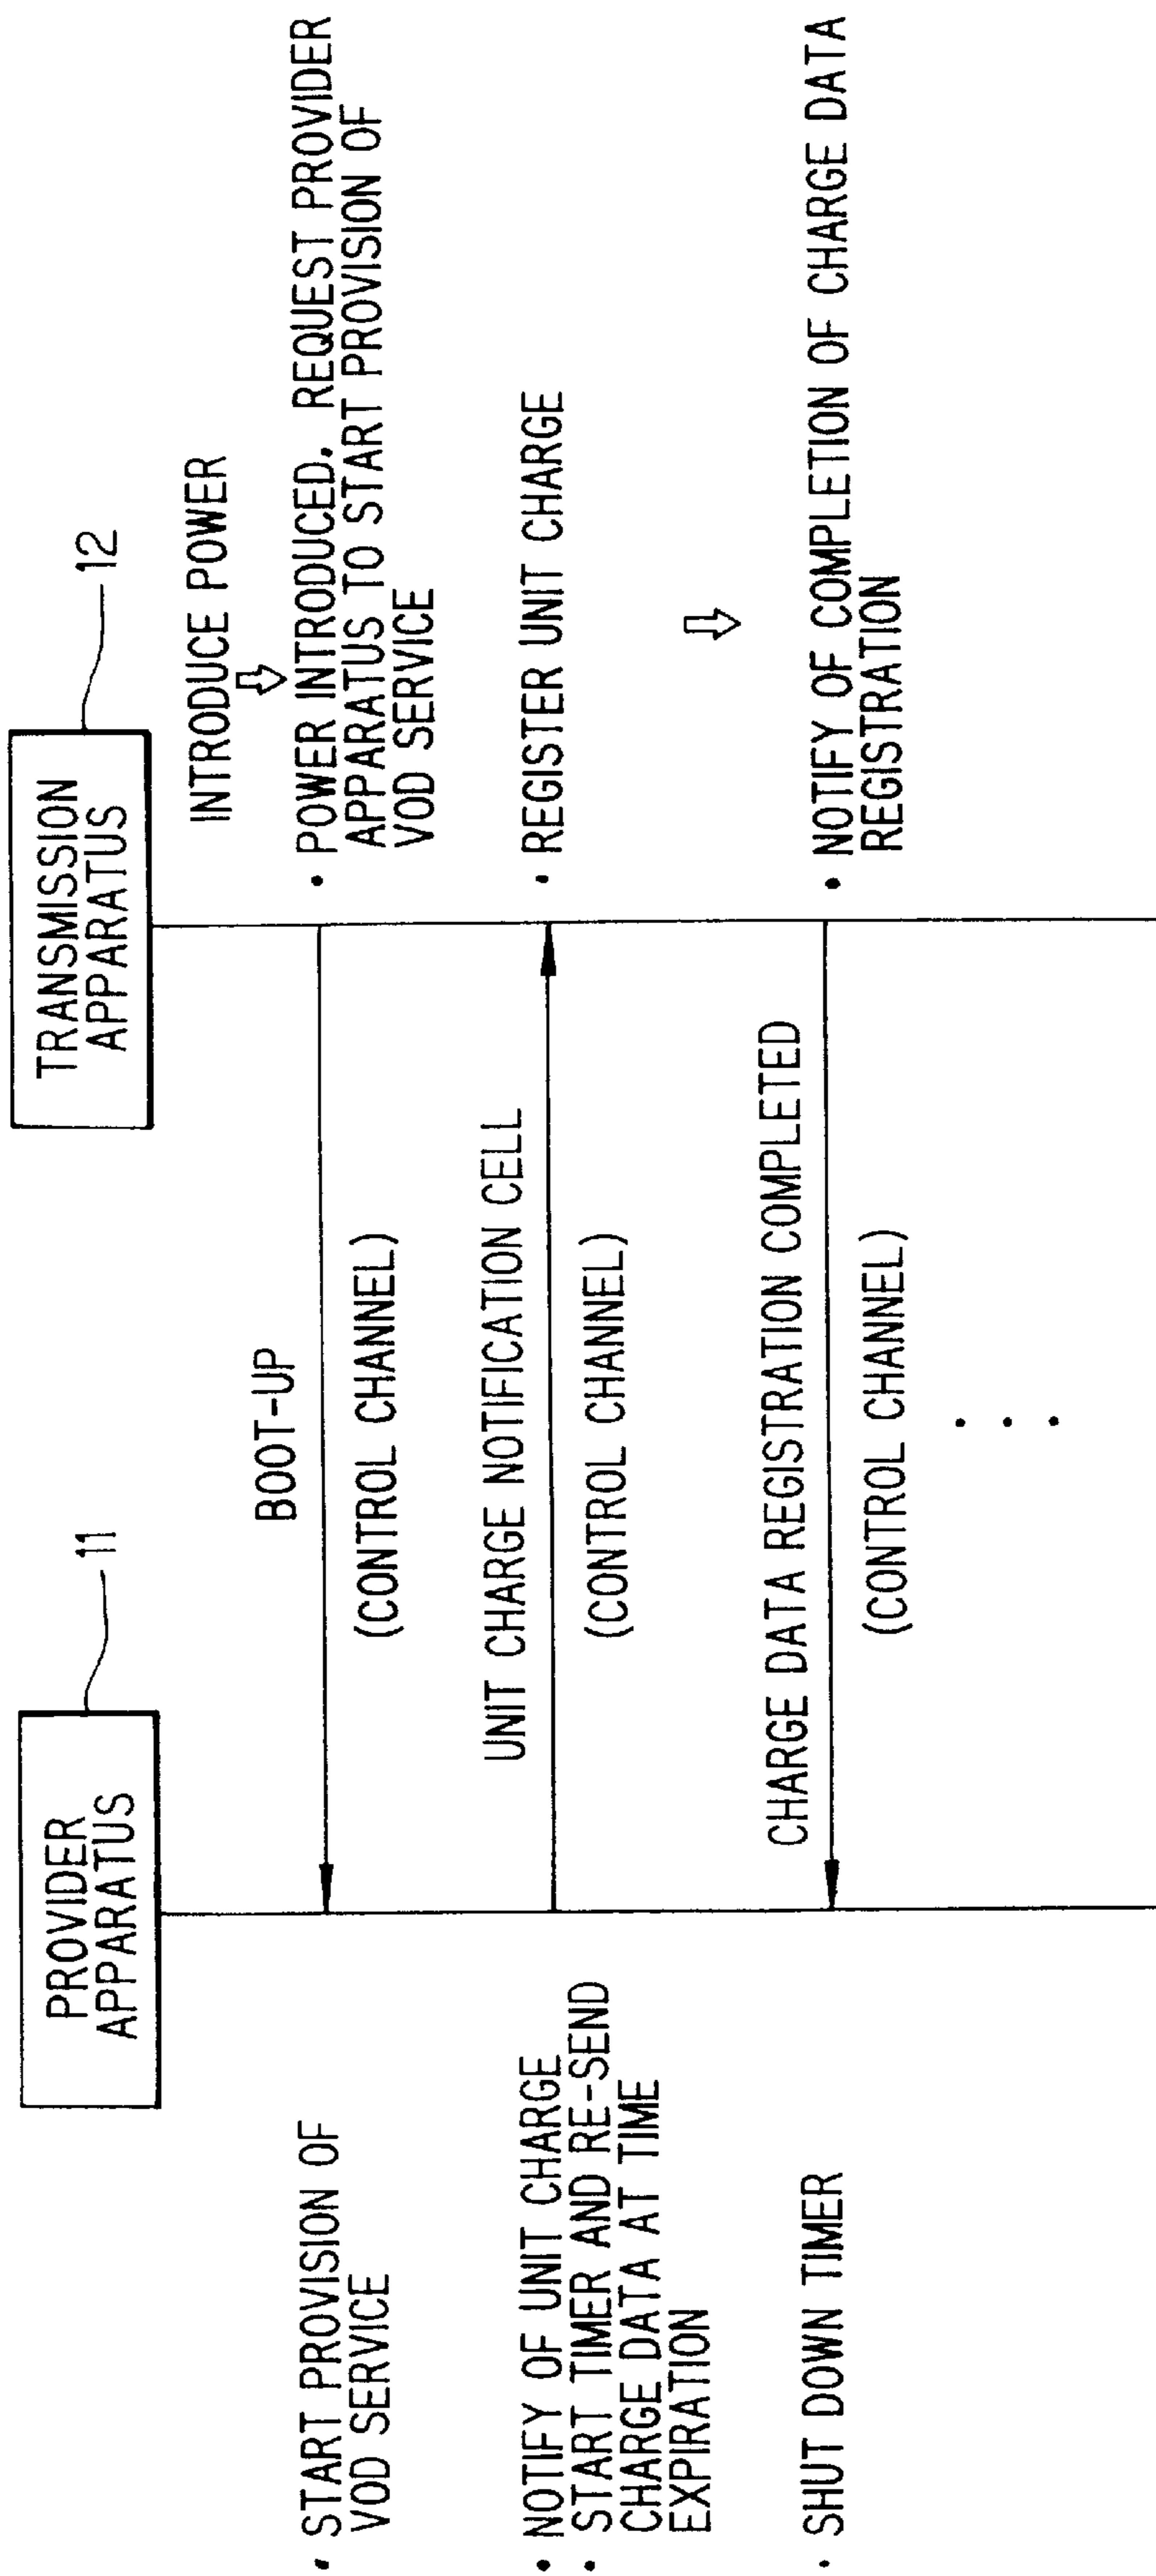 PROVIDER
APPARATUS
11
TRANSMISSION
APPARATUS
12
INTRODUCE POWER
• START PROVISION OF
VOD SERVICE
BOOT-UP
(CONTROL CHANNEL)
• POWER INTRODUCED. REQUEST PROVIDER
APPARATUS TO START PROVISION OF
VOD SERVICE
• NOTIFY OF UNIT CHARGE
• START TIMER AND RE-SEND
CHARGE DATA AT TIME
EXPIRATION
UNIT CHARGE NOTIFICATION CELL
(CONTROL CHANNEL)
• REGISTER UNIT CHARGE
• SHUT DOWN TIMER
CHARGE DATA REGISTRATION COMPLETED
(CONTROL CHANNEL)
• NOTIFY OF COMPLETION OF CHARGE DATA
REGISTRATION
. . .